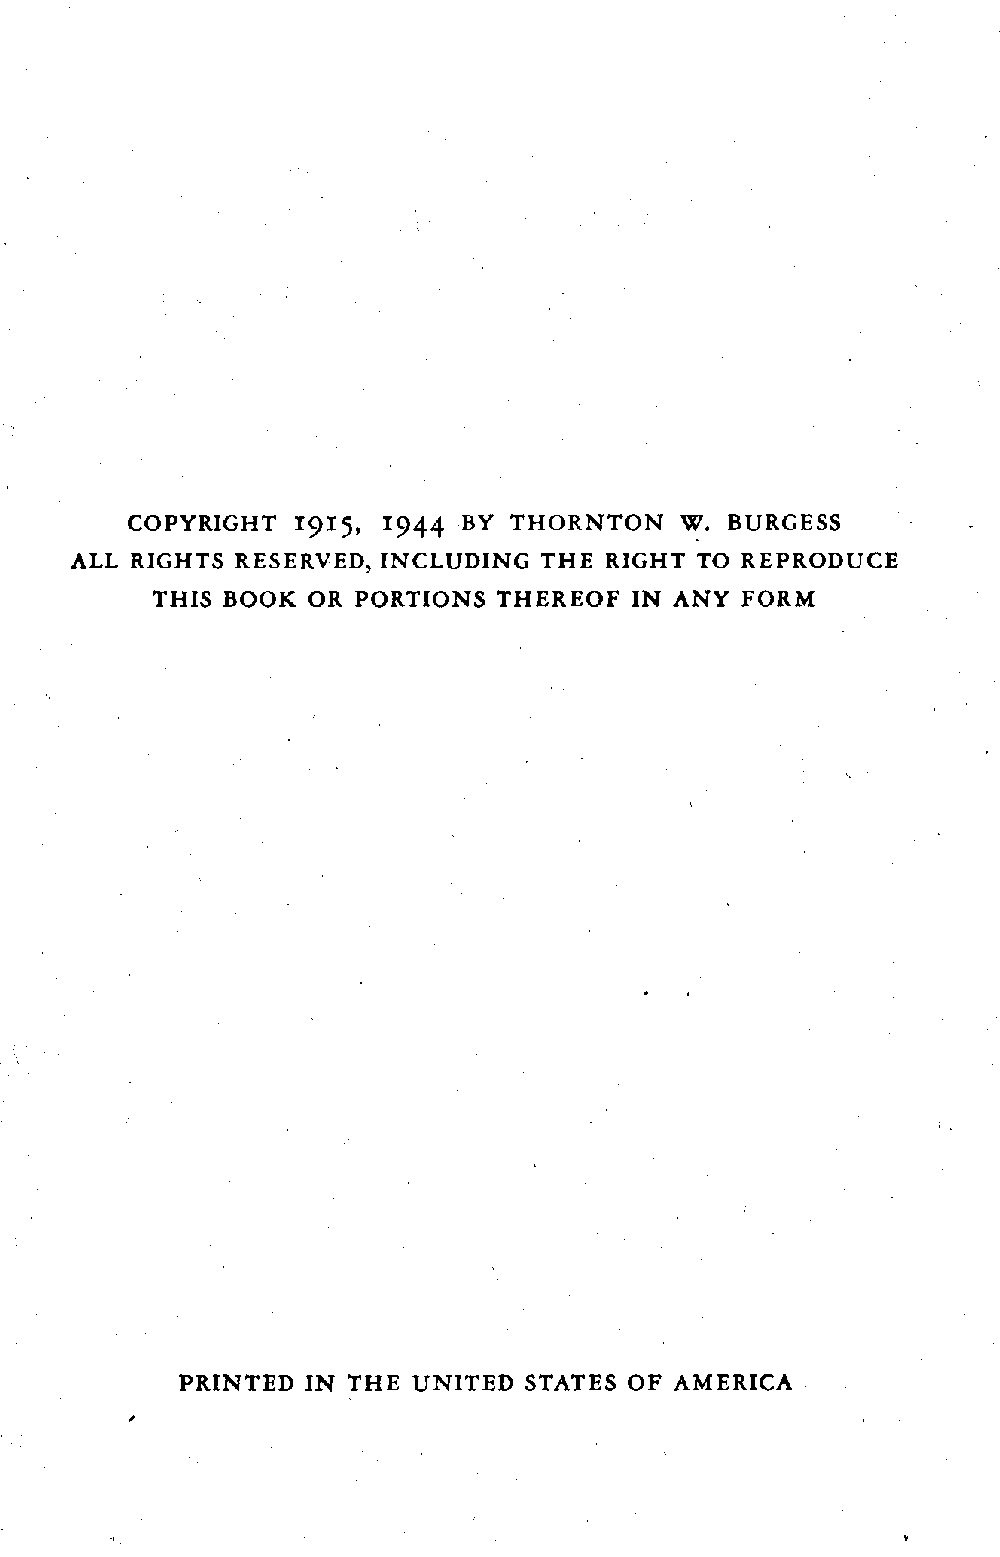 COPYRIGHT 1915, 1944 BY THORNTON W. BURGESS
ALL RIGHTS RESERVED, INCLUDING THE RIGHT TO REPRODUCE
THIS BOOK OR PORTIONS THEREOF IN ANY FORM
PRINTED IN THE UNITED STATES OF AMERICA